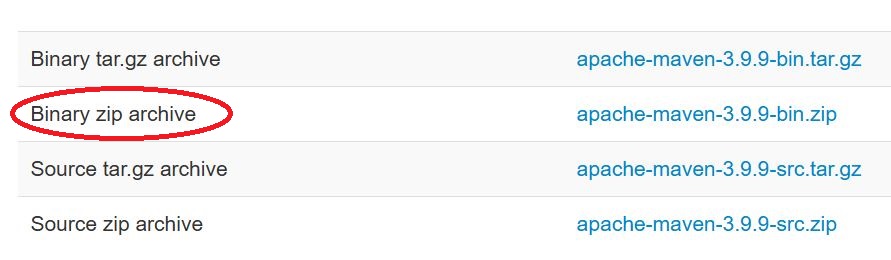 Binary tar.gz archive apache-maven-3.9.9-bin.tar.gz
Binary zip archive apache-maven-3.9.9-bin.zip
Source tar.gz archive apache-maven-3.9.9-src.tar.gz
Source zip archive apache-maven-3.9.9-src.zip